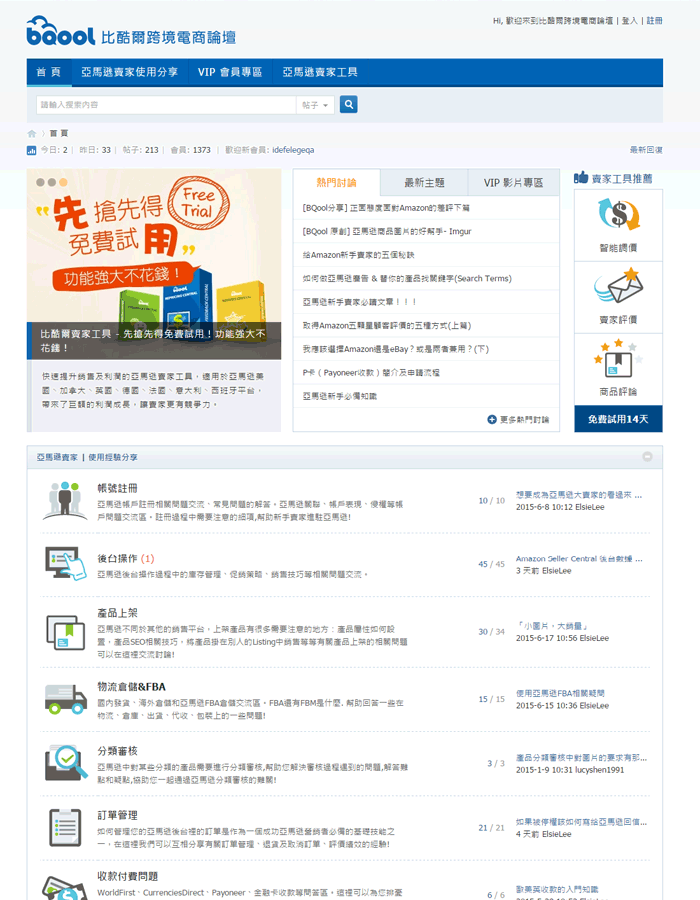 Hi, 歡迎來到比酷爾跨境電商論壇 | 登入 | 註冊
bqool 比酷爾跨境電商論壇
首 頁 亞馬遜賣家使用分享 VIP 會員專區 亞馬遜賣家工具
請輸入搜索內容 帖子
首頁
今日: 2 | 昨日: 33 | 帖子: 213 | 會員: 1373 | 歡迎新會員: idefelegeqa 最新回復
Free
Trial
“先搶先得
免費試用”
功能強大不花錢！
比酷爾賣家工具 - 先搶先得免費試用！功能強大不
花錢！
快速提升銷售及利潤的亞馬遜賣家工具，適用於亞馬遜美
國、加拿大、英國、德國、法國、意大利、西班牙平台，
帶來了巨額的利潤成長，讓賣家更有競爭力。
熱門討論 最新主題 VIP 影片專區
[BQool分享] 正面態度面對Amazon的差評下篇
[BQool 原創] 亞馬遜商品圖片的好幫手- Imgur
給Amazon新手賣家的五個秘訣
如何做亞馬遜廣告 & 替你的產品找關鍵字(Search Terms)
亞馬遜新手賣家必讀文章！！！
取得Amazon五顆星顧客評價的五種方式(上篇)
我應該選擇Amazon還是eBay？或是兩者兼用？(下)
P卡 ( Payoneer收款 ) 簡介及申請流程
亞馬遜新手必備知識
更多熱門討論
賣家工具推薦
智能調價
賣家評價
商品評論
免費試用14天
亞馬遜賣家 | 使用經驗分享
帳號註冊
亞馬遜帳戶註冊相關問題交流、常見問題的解答。亞馬遜關聯、帳戶表現、侵權等帳
戶問題交流區。註冊過程中需要注意的細項,幫助新手賣家進駐亞馬遜!
10 / 10
想要成為亞馬遜大賣家的看過來 ...
2015-6-8 10:12 ElsieLee
後台操作 (1)
亞馬遜後台操作過程中的庫存管理、促銷策略、銷售技巧等相關問題交流。
45 / 45
Amazon Seller Central 後台數據 ...
3 天前 ElsieLee
產品上架
亞馬遜不同於其他的銷售平台，上架產品有很多需要注意的地方：產品屬性如何設
置，產品SEO相關技巧，將產品掛在別人的Listing中銷售等等有關產品上架的相關問題
可以在這裡交流討論!
30 / 34
「小圖片、大銷量」
2015-6-17 10:56 ElsieLee
物流倉儲&FBA
國內發貨、海外倉儲和亞馬遜FBA倉儲交流區。FBA還有FBM是什麼，幫助回答一些在
物流、倉庫、出貨、代收、包裝上的一些問題!
15 / 15
使用亞馬遜FBA相關疑問
2015-6-15 10:36 ElsieLee
分類審核
亞馬遜中對某些分類的產品需要進行分類審核,幫助您解決審核過程遇到的問題,解答難
點和疑點,協助您一起通過亞馬遜分類審核的難關!
3 / 3
產品分類審核中對圖片的要求有那...
2015-1-9 10:31 lucyshen1991
訂單管理
如何管理您的亞馬遜後台裡的訂單是作為一個成功亞馬遜營銷售必備的基礎技能之
一，在這裡我們可以互相分享有關訂單管理、退貨及取消訂單、評價績效的經驗!
21 / 21
如果被停權該如何寫給亞馬遜回信...
4 天前 ElsieLee
收款付費問題
WorldFirst、CurrenciesDirect、Payoneer、金融卡收款等問答區。這裡可以為您排憂
6 / 6
歐美英收款的入門知識